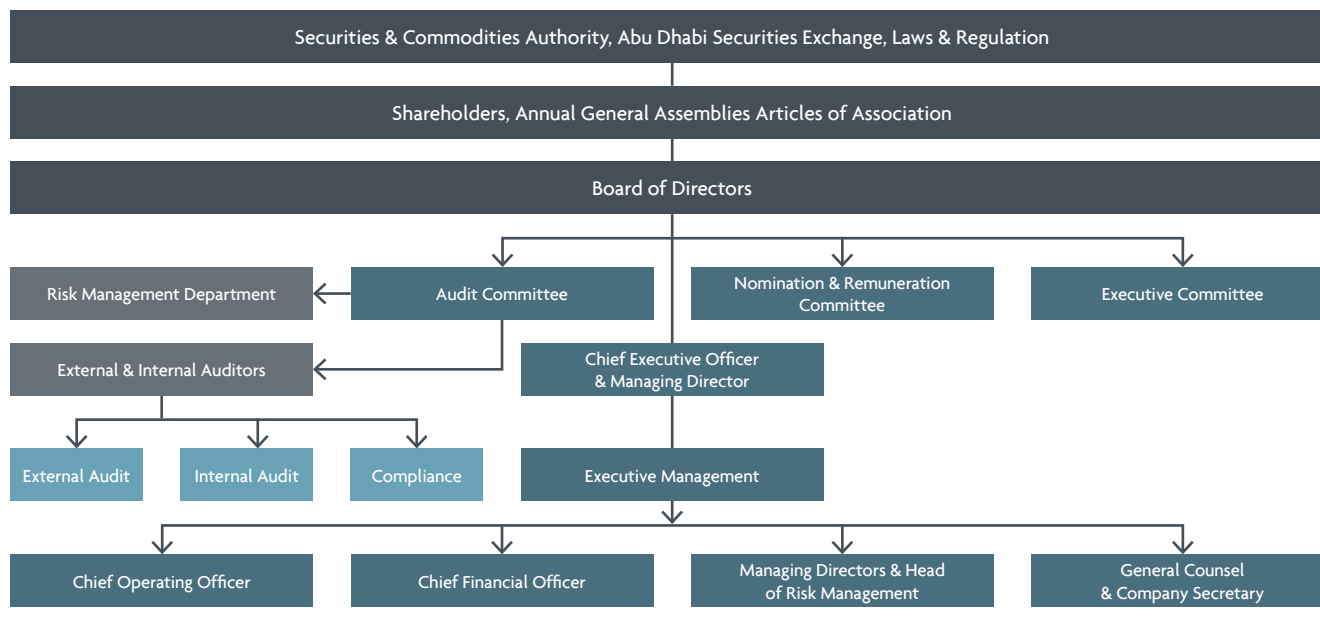 Securities & Commodities Authority, Abu Dhabi Securities Exchange, Laws & Regulation
Shareholders, Annual General Assemblies Articles of Association
Board of Directors
Risk Management Department
Audit Committee
Nomination & Remuneration
Committee
Executive Committee
External & Internal Auditors
Chief Executive Officer
& Managing Director
External Audit
Internal Audit
Compliance
Executive Management
Chief Operating Officer
Chief Financial Officer
Managing Directors & Head
of Risk Management
General Counsel
& Company Secretary